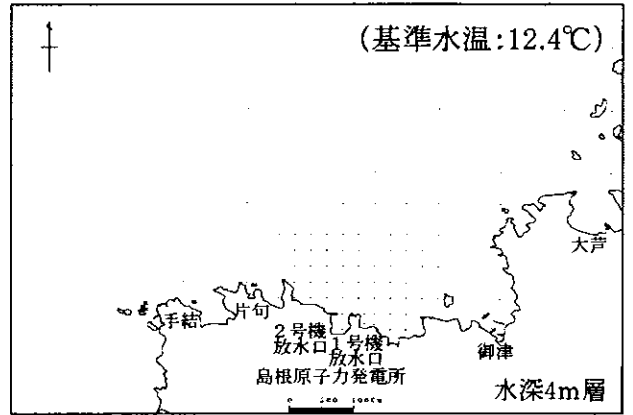 (基準水温:12.4℃)
大芦
手結
片句
2号機
放水口
1号機
放水口
御津
島根原子力発電所
水深4m層